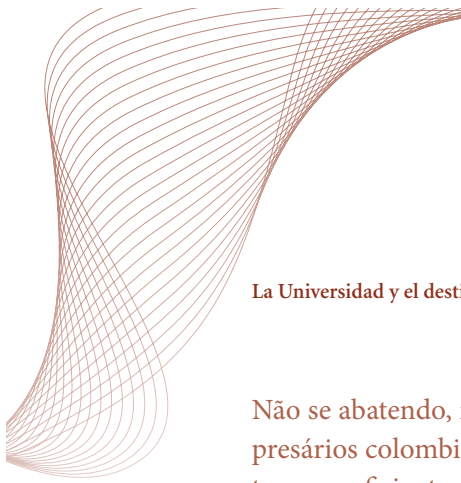 La Universidad y el desti
Não se abatendo,
presários colombi